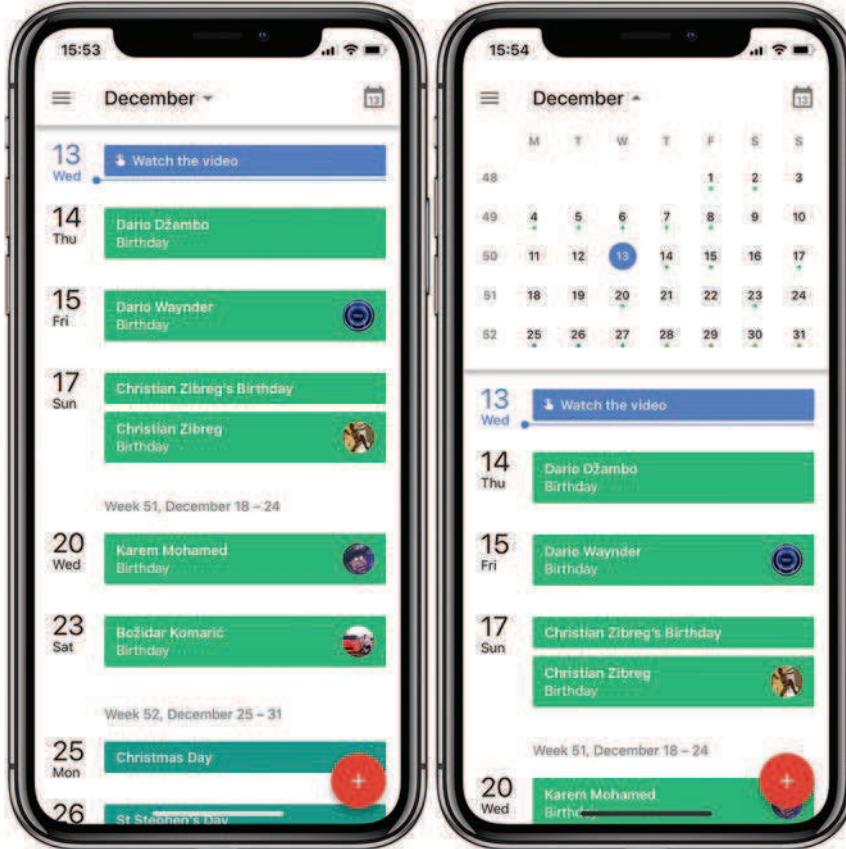 15:53
December
13
13
Wed
Watch the video
14
Thu
Dario Džambo
Birthday
15
Fri
Dario Waynder
Birthday
17
Sun
Christian Zibreg's Birthday
Christian Zibreg
Birthday
Week 51, December 18 – 24
20
Wed
Karem Mohamed
Birthday
23
Sat
Božidar Komarić
Birthday
Week 52, December 25 – 31
25
Mon
Christmas Day
+
26
St Stephen's Day
15:54
December
13
M T W T F S S
48 1 2 3
49 4 5 6 7 8 9 10
50 11 12 13 14 15 16 17
51 18 19 20 21 22 23 24
52 25 26 27 28 29 30 31
13
Wed
Watch the video
14
Thu
Dario Džambo
Birthday
15
Fri
Dario Waynder
Birthday
17
Sun
Christian Zibreg's Birthday
Christian Zibreg
Birthday
Week 51, December 18 – 24
20
Wed
Karem Mohamed
Birthday
+